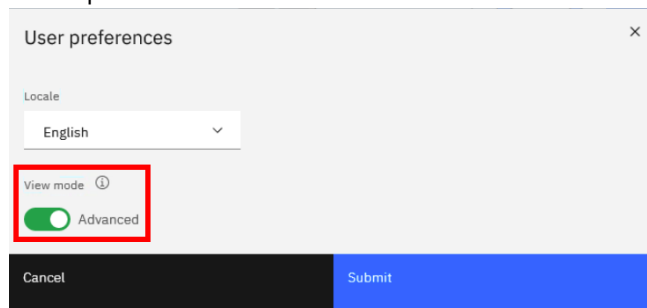 User preferences
Locale
English
View mode
Advanced
Cancel
Submit